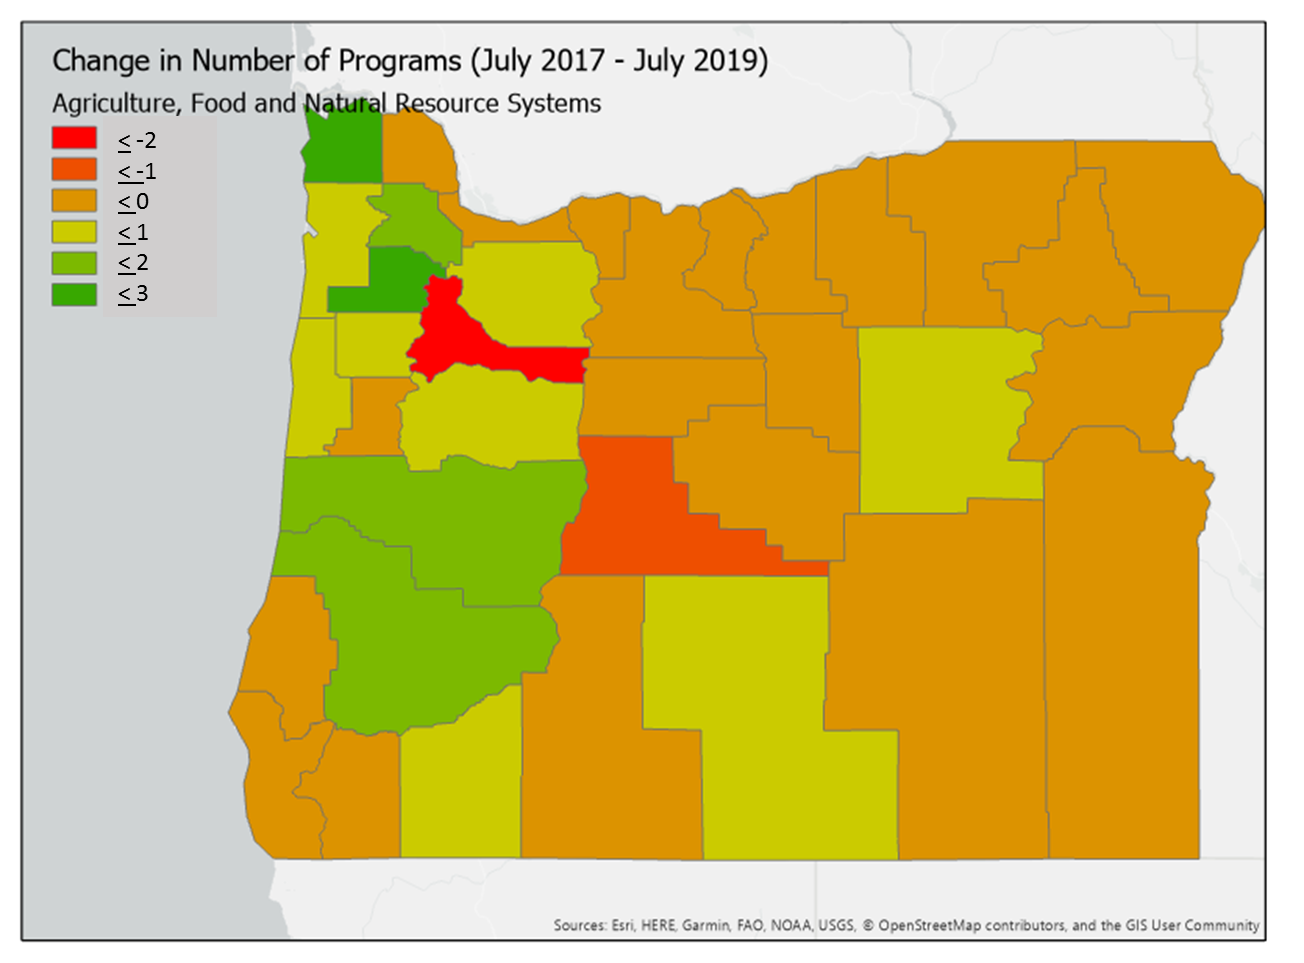 Change in Number of Programs (July 2017 - July 2019)
Agriculture, Food and Natural Resource Systems
≤ -2
≤ -1
≤ 0
≤ 1
≤ 2
≤ 3
Sources: Esri, HERE, Garmin, FAO, NOAA, USGS, © OpenStreetMap contributors, and the GIS User Community